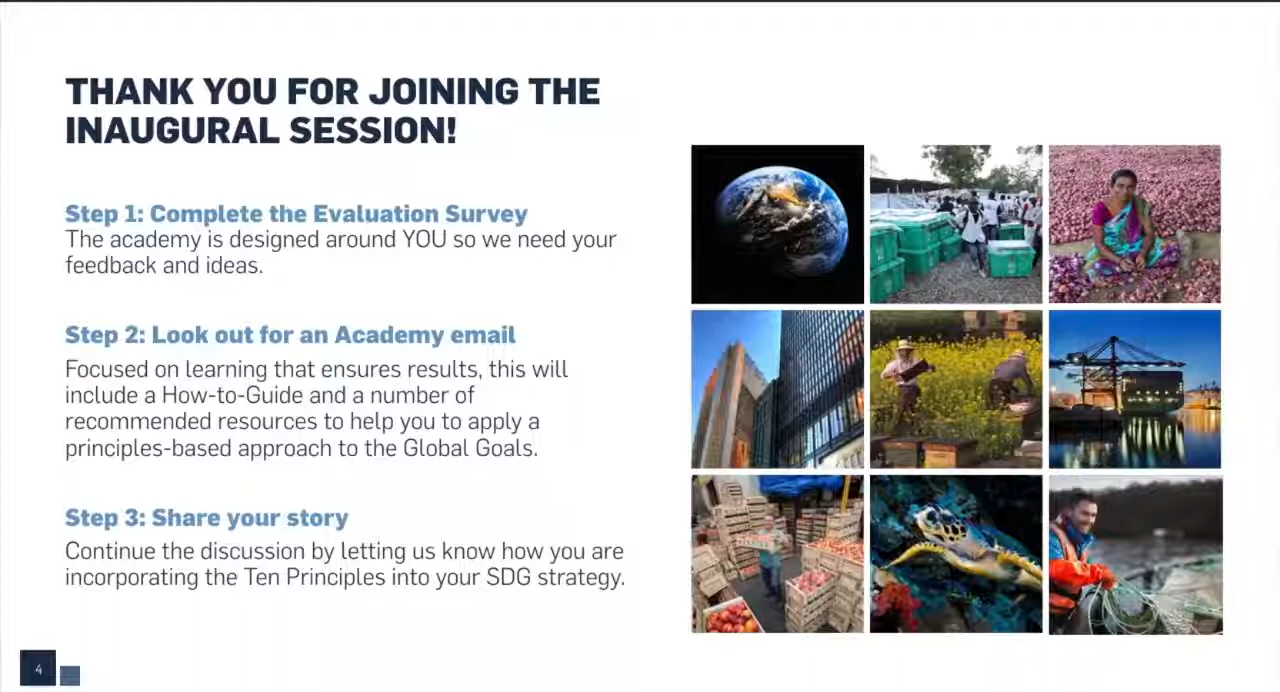 THANK YOU FOR JOINING THE
INAUGURAL SESSION!
Step 1: Complete the Evaluation Survey
The academy is designed around YOU so we need your
feedback and ideas.
Step 2: Look out for an Academy email
Focused on learning that ensures results, this will
include a How-to-Guide and a number of
recommended resources to help you to apply a
principles-based approach to the Global Goals.
Step 3: Share your story
Continue the discussion by letting us know how you are
incorporating the Ten Principles into your SDG strategy.
4